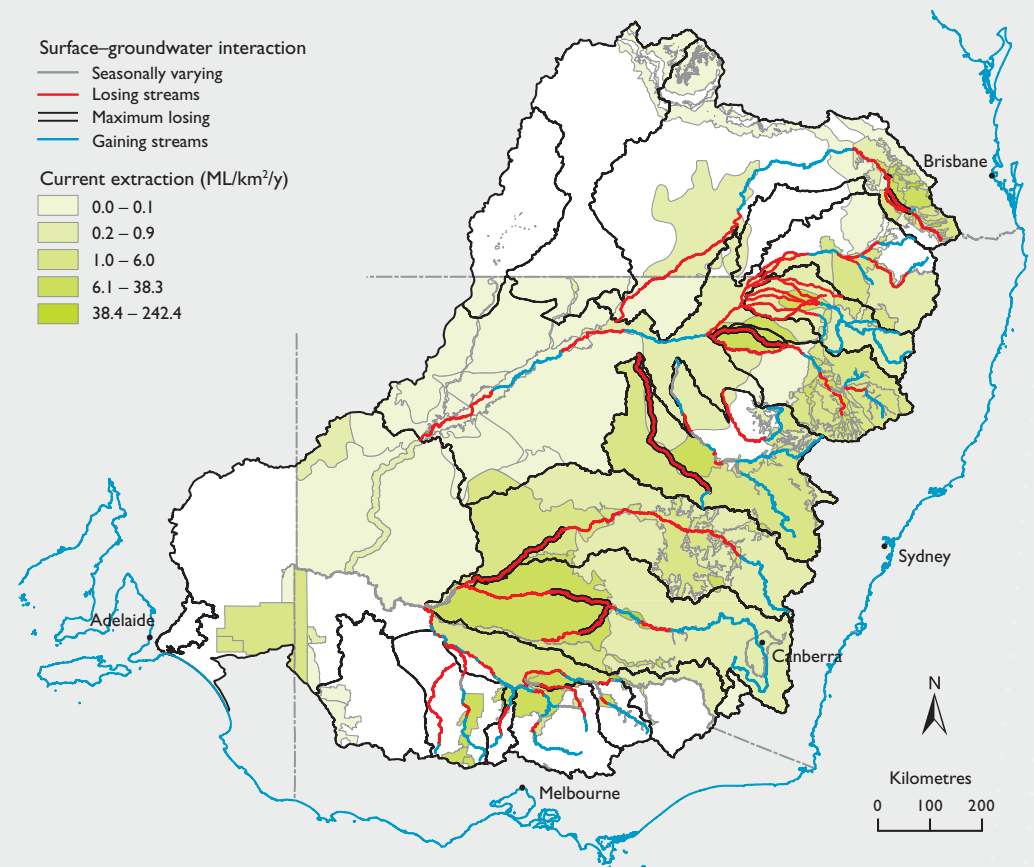 Surface–groundwater interaction
Seasonally varying
Losing streams
Maximum losing
Gaining streams
Current extraction (ML/km²/y)
0.0 – 0.1
0.2 – 0.9
1.0 – 6.0
6.1 – 38.3
38.4 – 242.4
Brisbane
Sydney
Adelaide
Canberra
Melbourne
N
Kilometres
0 100 200